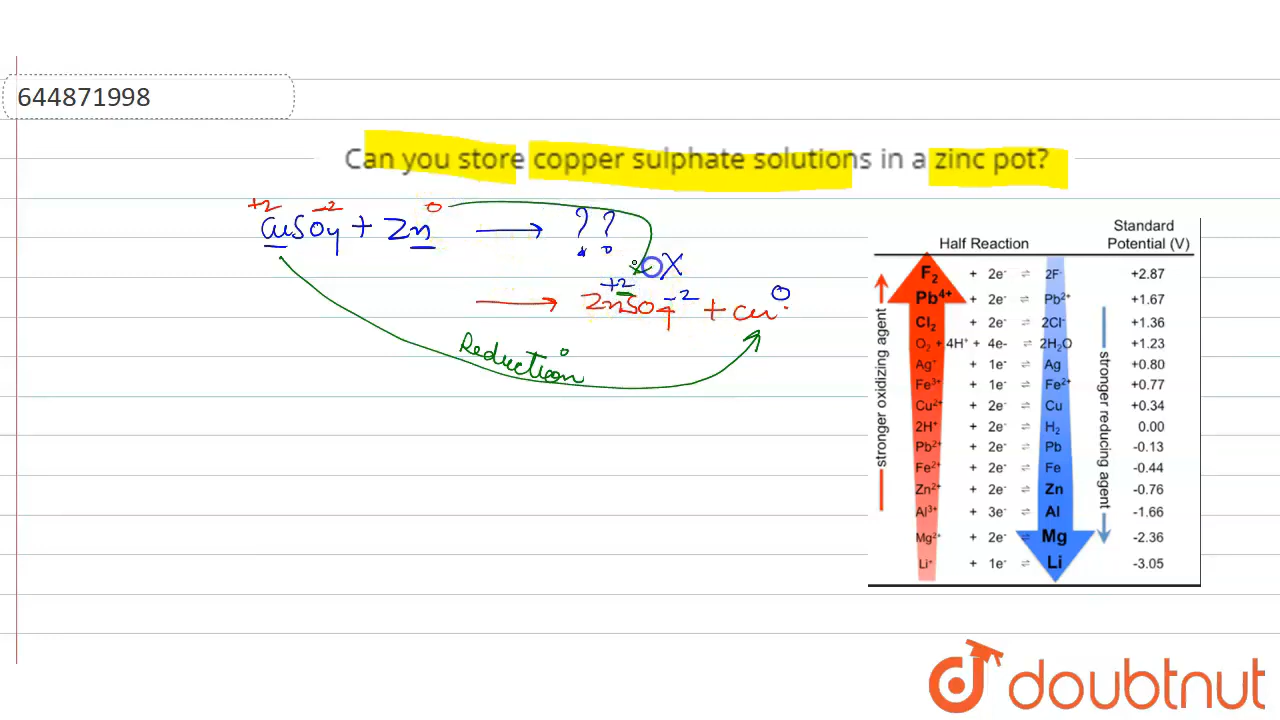 644871998
Can you store copper sulphate solutions in a zinc pot?
+2 -2 0
CuSO4 + Zn → ??
OX
+2 -2 0
→ ZnSO4 + Cu
Reduction
Half Reaction Standard Potential (V)
F2 + 2e- ⇌ 2F- +2.87
Pb4+ + 2e- ⇌ Pb2+ +1.67
Cl2 + 2e- ⇌ 2Cl- +1.36
O2 + 4H+ + 4e- ⇌ 2H2O +1.23
Ag+ + 1e- ⇌ Ag +0.80
Fe3+ + 1e- ⇌ Fe2+ +0.77
Cu2+ + 2e- ⇌ Cu +0.34
2H+ + 2e- ⇌ H2 0.00
Pb2+ + 2e- ⇌ Pb -0.13
Fe2+ + 2e- ⇌ Fe -0.44
Zn2+ + 2e- ⇌ Zn -0.76
Al3+ + 3e- ⇌ Al -1.66
Mg2+ + 2e- ⇌ Mg -2.36
Li+ + 1e- ⇌ Li -3.05
stronger oxidizing agent
stronger reducing agent
doubtnut